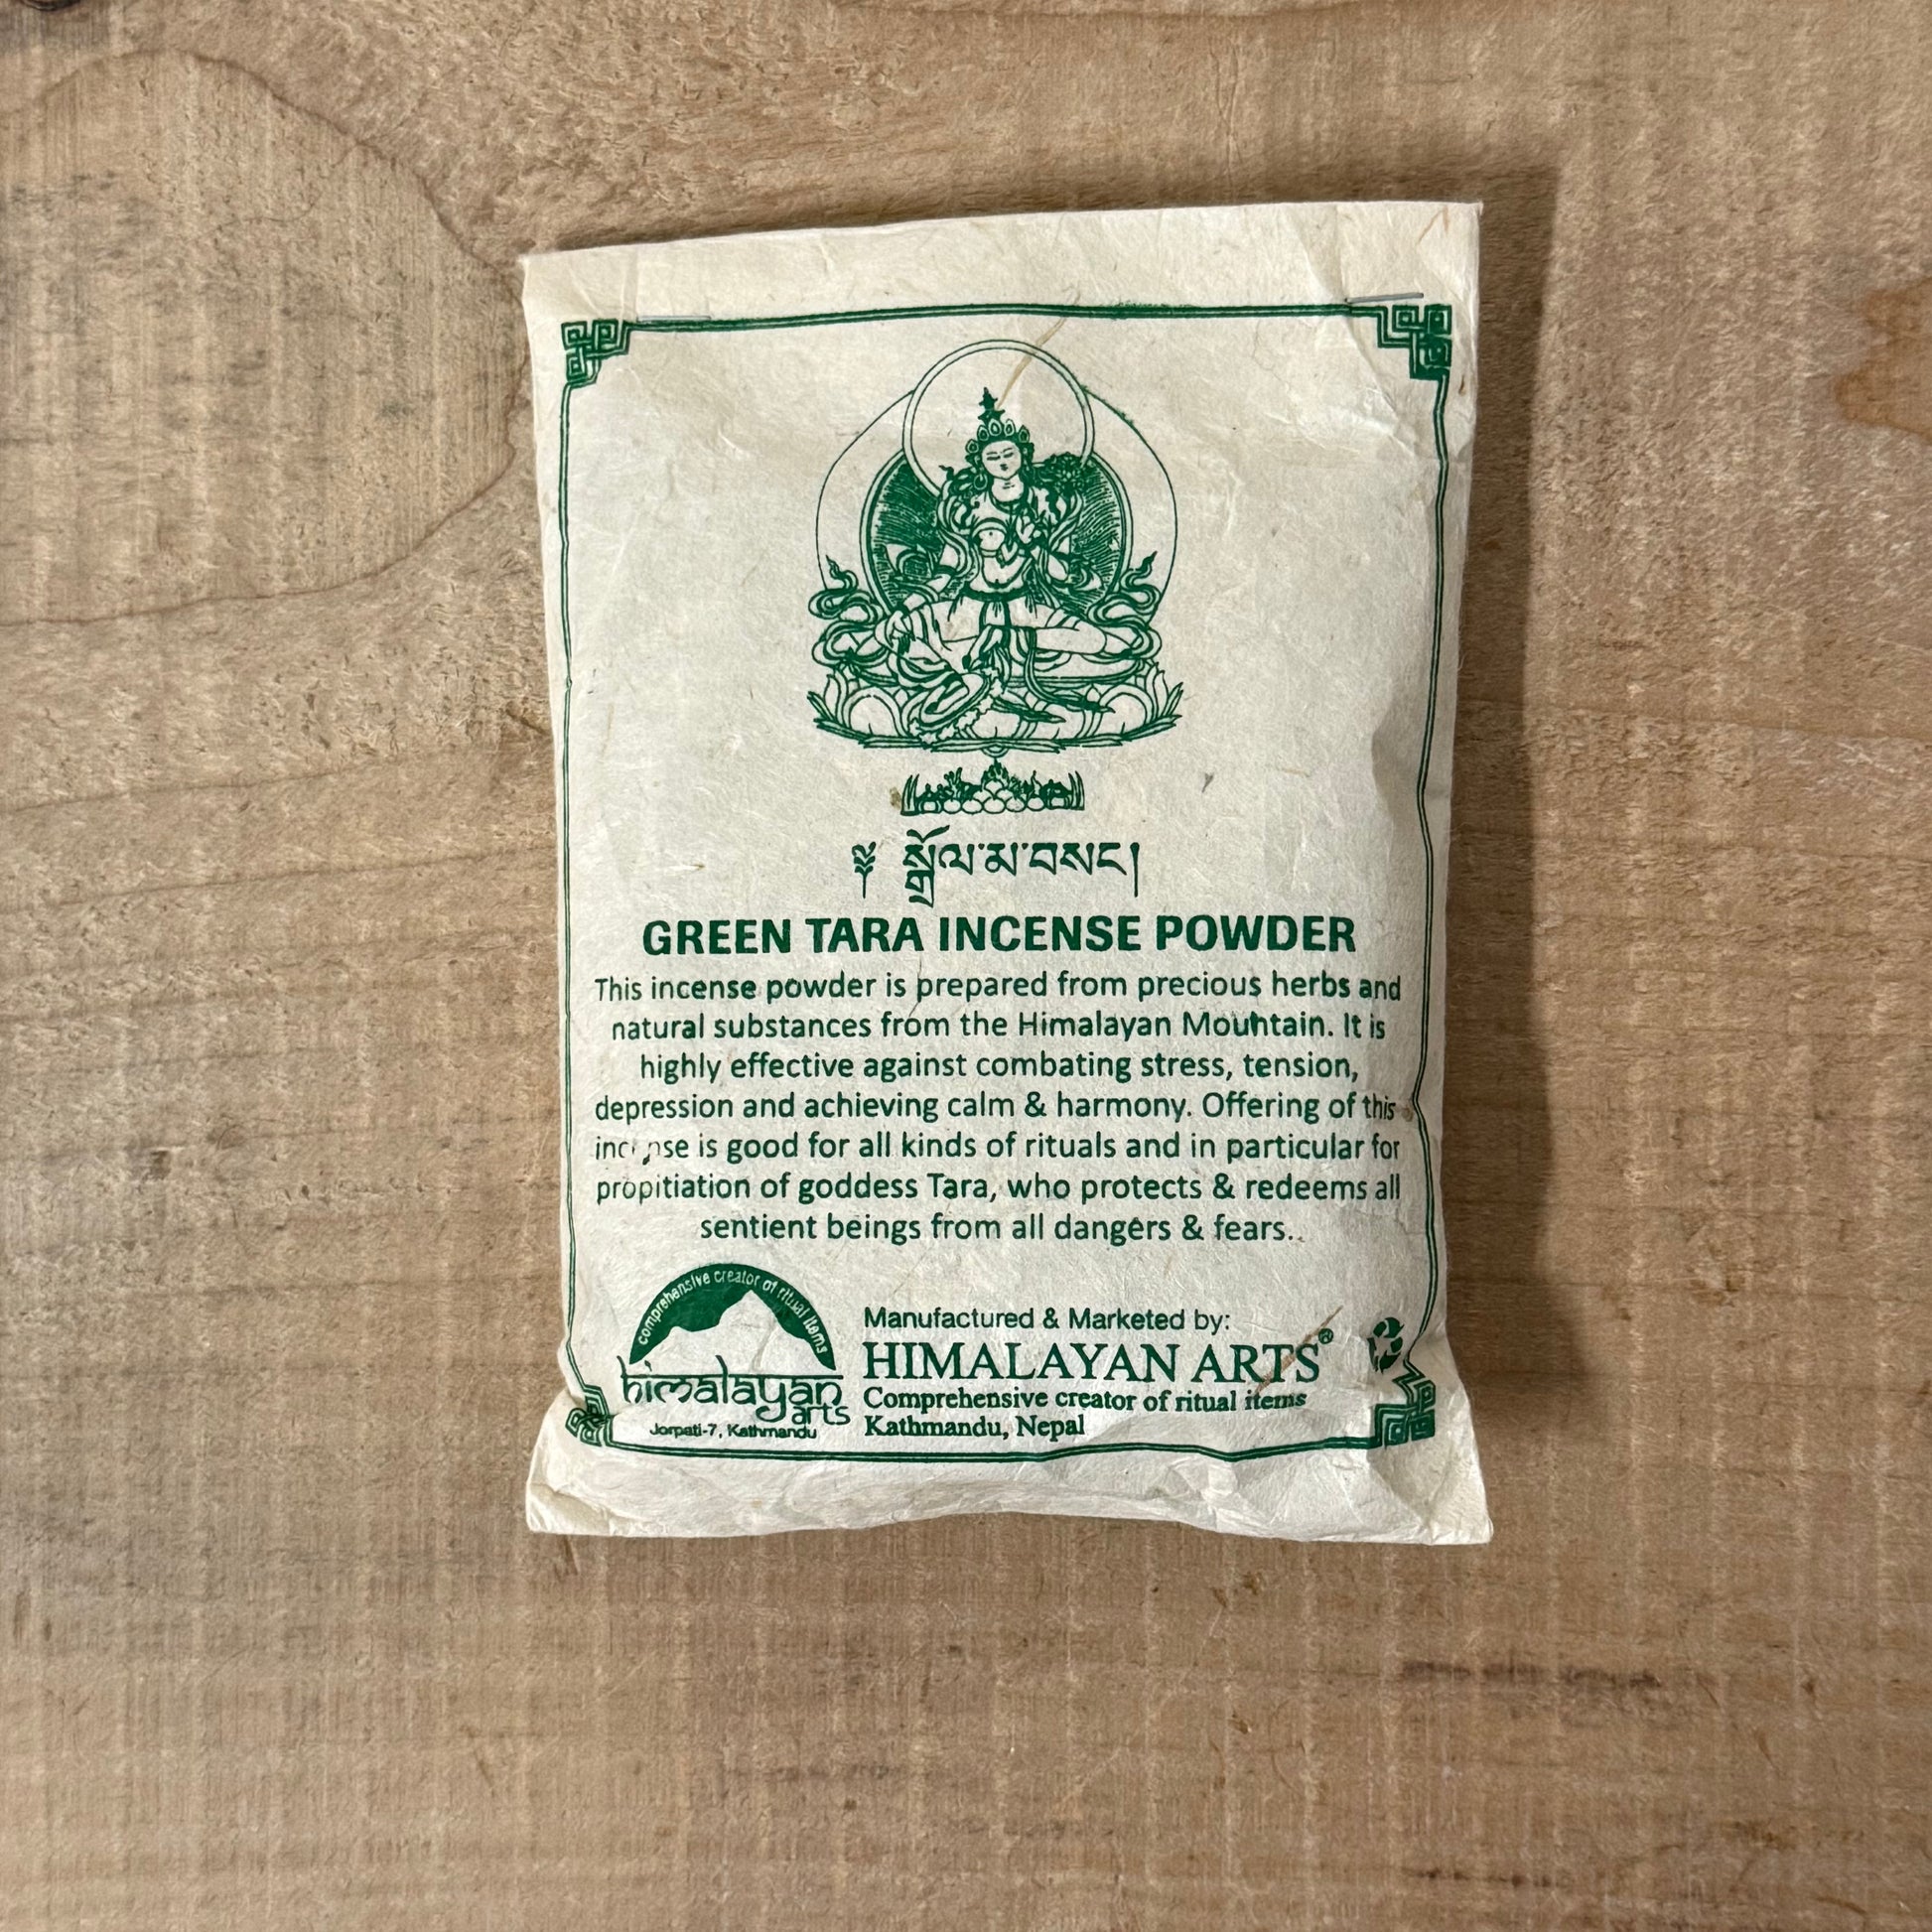 ༈ སྒྲོལ་མ་བསང།
GREEN TARA INCENSE POWDER
This incense powder is prepared from precious herbs and
natural substances from the Himalayan Mountain. It is
highly effective against combating stress, tension,
depression and achieving calm & harmony. Offering of this
incense is good for all kinds of rituals and in particular for
propitiation of goddess Tara, who protects & redeems all
sentient beings from all dangers & fears..
comprehensive creator of ritual items
himalayan
arts
Jorpati-7, Kathmandu
Manufactured & Marketed by:
HIMALAYAN ARTS®
Comprehensive creator of ritual items
Kathmandu, Nepal